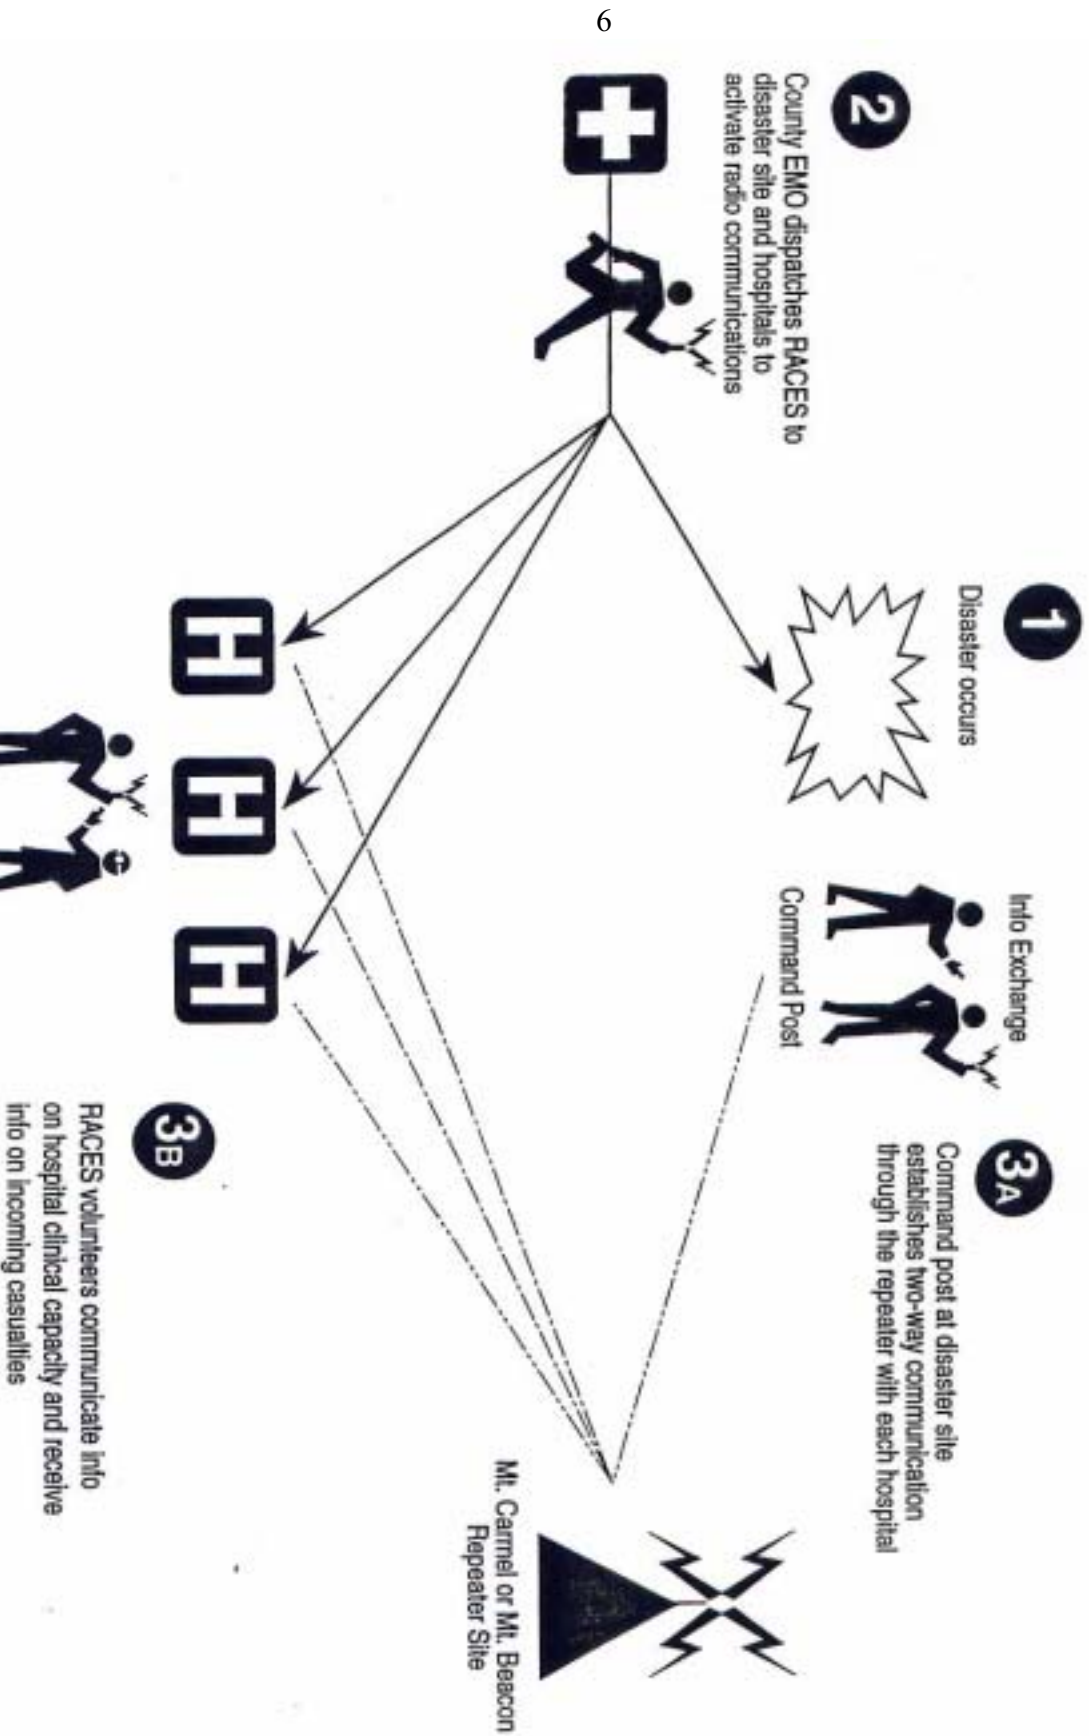 6
2
County EMO dispatches RACES to
disaster site and hospitals to
activate radio communications
1
Disaster occurs
Info Exchange
Command Post
3A
Command post at disaster site
establishes two-way communication
through the repeater with each hospital
H
H
H
3B
RACES volunteers communicate info
on hospital clinical capacity and receive
info on incoming casualties
Mt. Carmel or Mt. Beacon
Repeater Site